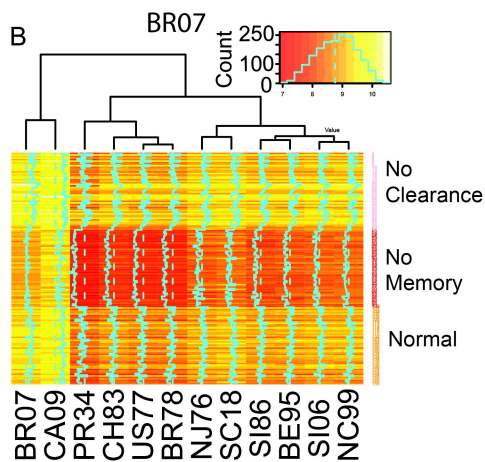 B
BR07
Count
250
100
0
7 8 9 10
Value
No
Clearance
No
Memory
Normal
BR07
CA09
PR34
CH83
US77
BR78
NJ76
SC18
SI86
BE95
SI06
NC99